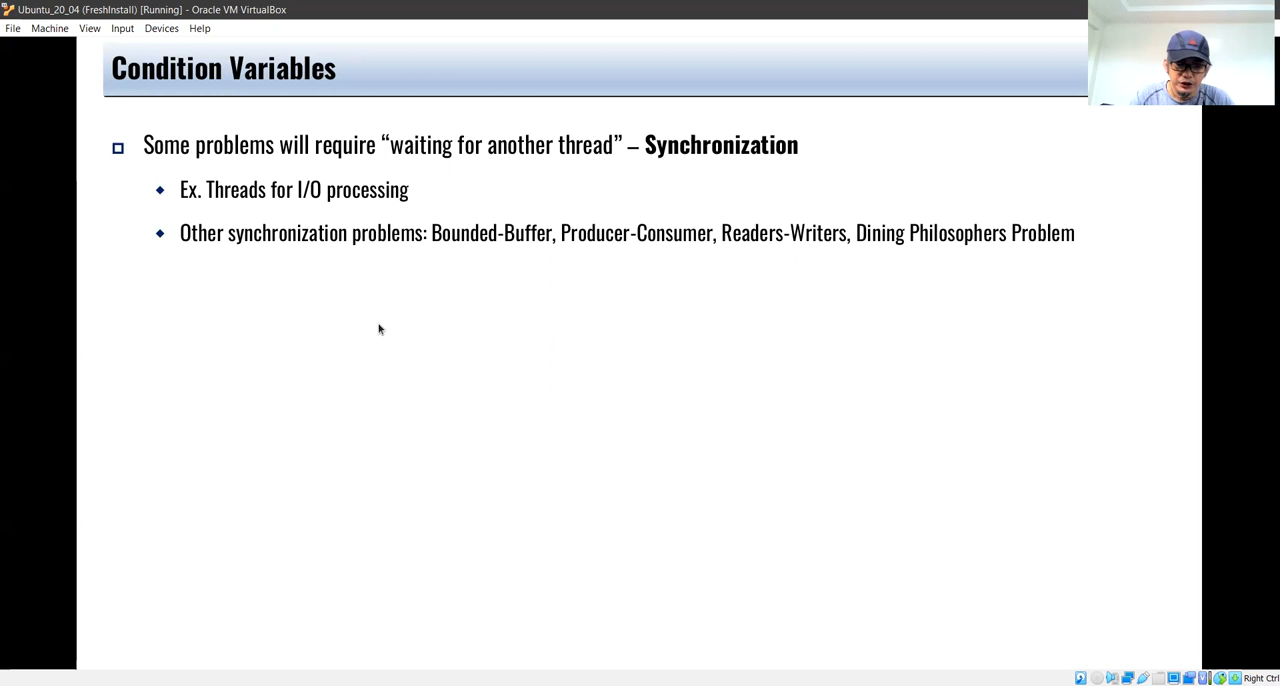 Ubuntu_20_04 (FreshInstall) [Running] - Oracle VM VirtualBox
File Machine View Input Devices Help
Condition Variables
Some problems will require “waiting for another thread” – Synchronization
Ex. Threads for I/O processing
Other synchronization problems: Bounded-Buffer, Producer-Consumer, Readers-Writers, Dining Philosophers Problem
Right Ctrl